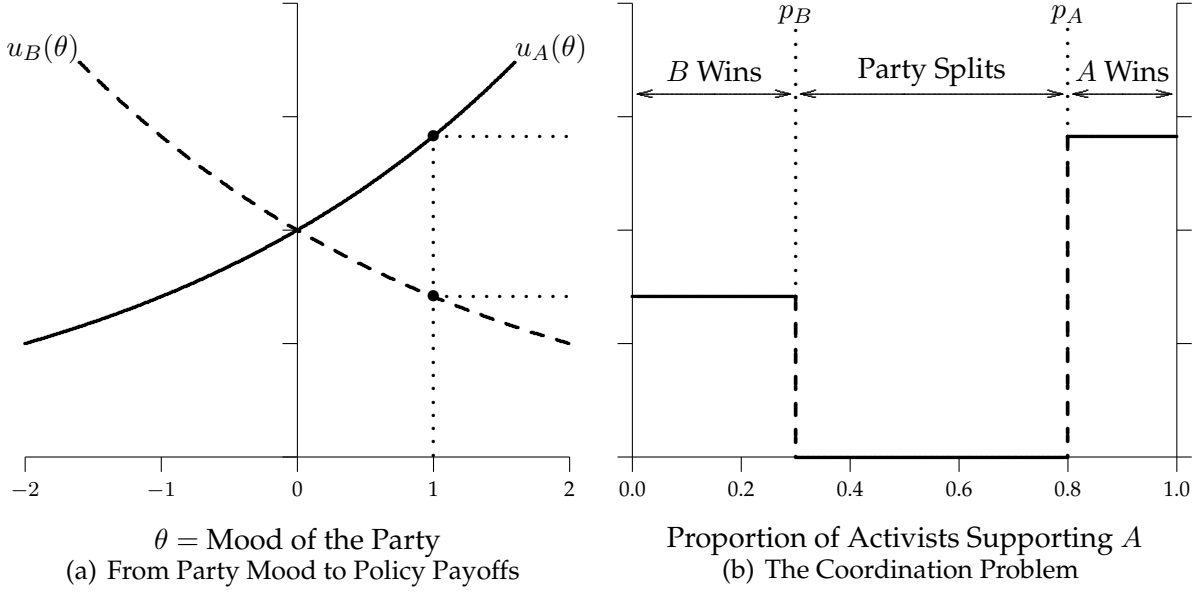 u_B(θ)
u_A(θ)
−2
−1
0
1
2
θ = Mood of the Party
(a) From Party Mood to Policy Payoffs
p_B
p_A
B Wins
Party Splits
A Wins
0.0
0.2
0.4
0.6
0.8
1.0
Proportion of Activists Supporting A
(b) The Coordination Problem